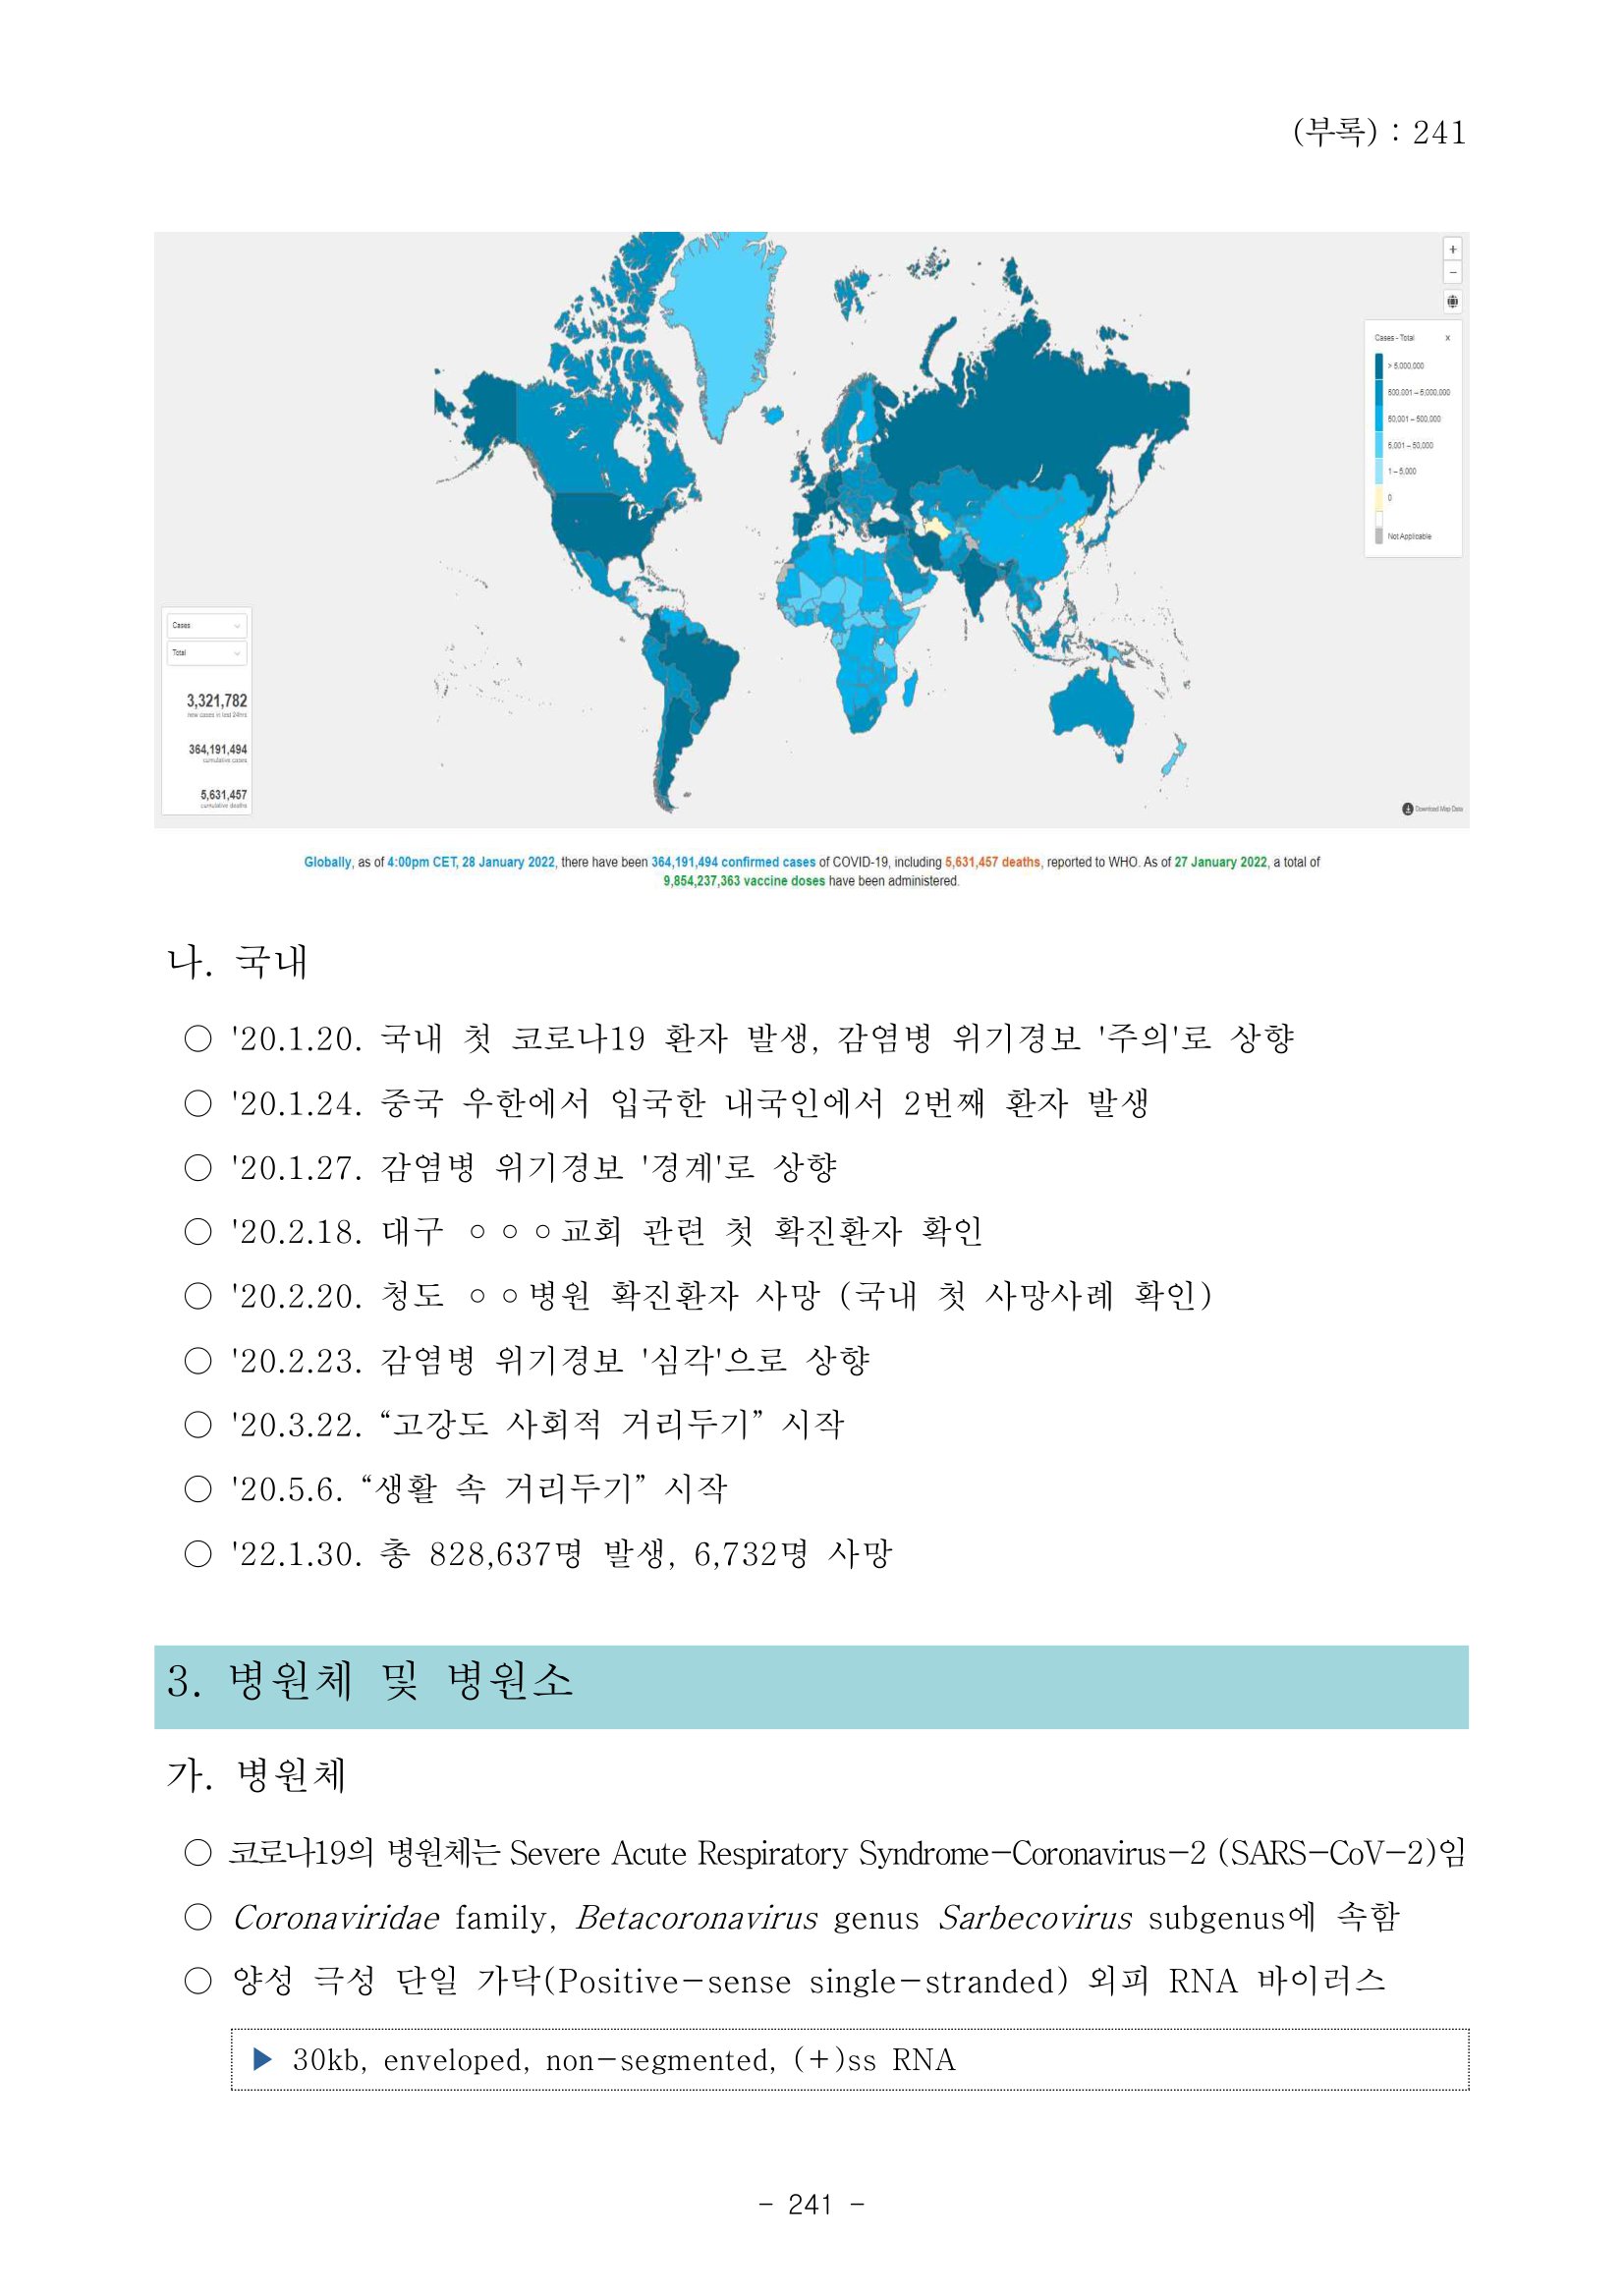 (부록) : 241
+
−
Cases - Total x
> 5,000,000
500,001 – 5,000,000
50,001 – 500,000
5,001 – 50,000
1 – 5,000
0
Not Applicable
Cases
Total
3,321,782
new cases in last 24hrs
364,191,494
cumulative cases
5,631,457
cumulative deaths
Download Map Data
Globally, as of 4:00pm CET, 28 January 2022, there have been 364,191,494 confirmed cases of COVID-19, including 5,631,457 deaths, reported to WHO. As of 27 January 2022, a total of
9,854,237,363 vaccine doses have been administered.
나. 국내
○ '20.1.20. 국내 첫 코로나19 환자 발생, 감염병 위기경보 '주의'로 상향
○ '20.1.24. 중국 우한에서 입국한 내국인에서 2번째 환자 발생
○ '20.1.27. 감염병 위기경보 '경계'로 상향
○ '20.2.18. 대구 ㅇㅇㅇ교회 관련 첫 확진환자 확인
○ '20.2.20. 청도 ㅇㅇ병원 확진환자 사망 (국내 첫 사망사례 확인)
○ '20.2.23. 감염병 위기경보 '심각'으로 상향
○ '20.3.22. “고강도 사회적 거리두기” 시작
○ '20.5.6. “생활 속 거리두기” 시작
○ '22.1.30. 총 828,637명 발생, 6,732명 사망
3. 병원체 및 병원소
가. 병원체
○ 코로나19의 병원체는 Severe Acute Respiratory Syndrome-Coronavirus-2 (SARS-CoV-2)임
○ Coronaviridae family, Betacoronavirus genus Sarbecovirus subgenus에 속함
○ 양성 극성 단일 가닥(Positive-sense single-stranded) 외피 RNA 바이러스
▶ 30kb, enveloped, non-segmented, (+)ss RNA
- 241 -